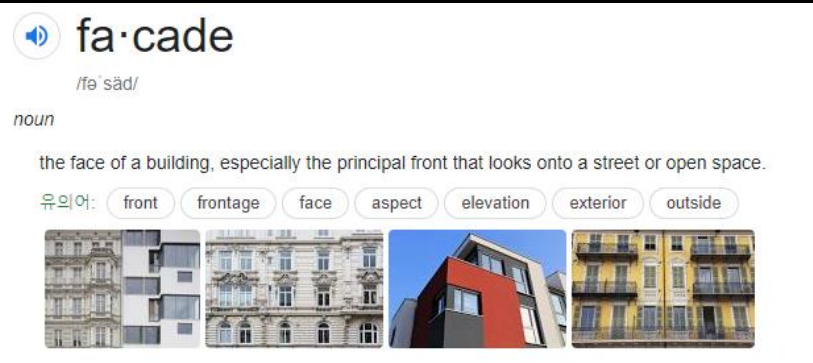 fa·cade
/fəˈsäd/
noun
the face of a building, especially the principal front that looks onto a street or open space.
유의어: front frontage face aspect elevation exterior outside